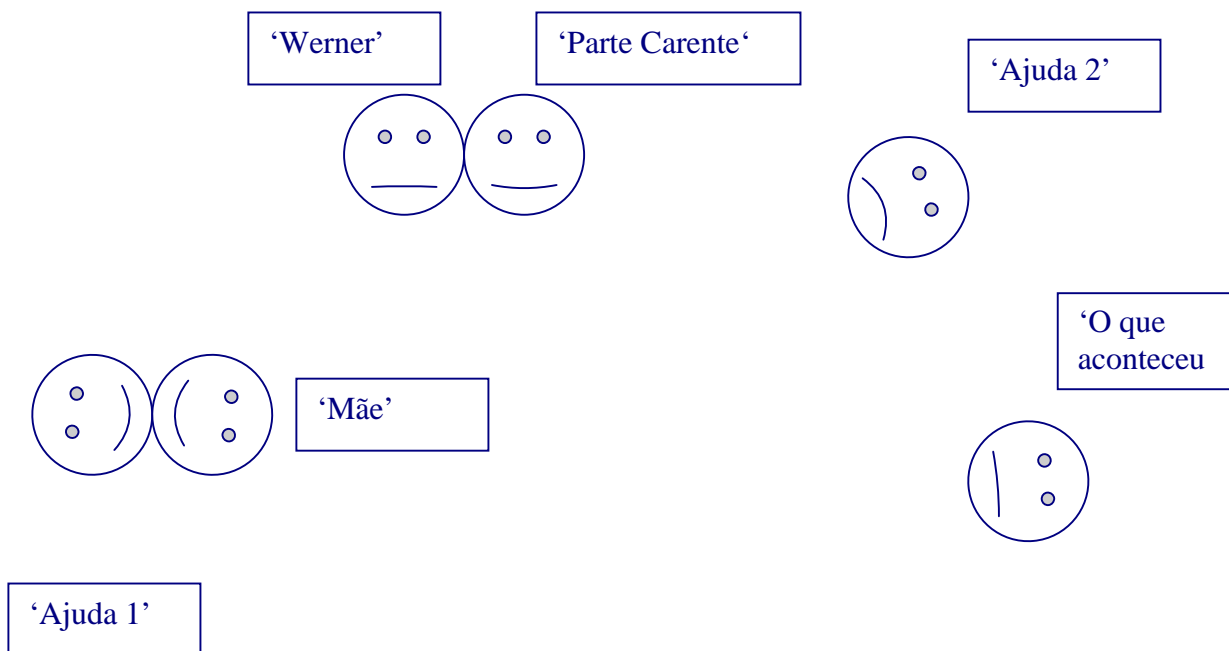 ‘Werner’
‘Parte Carente‘
‘Ajuda 2’
‘O que
aconteceu
‘Mãe’
‘Ajuda 1’